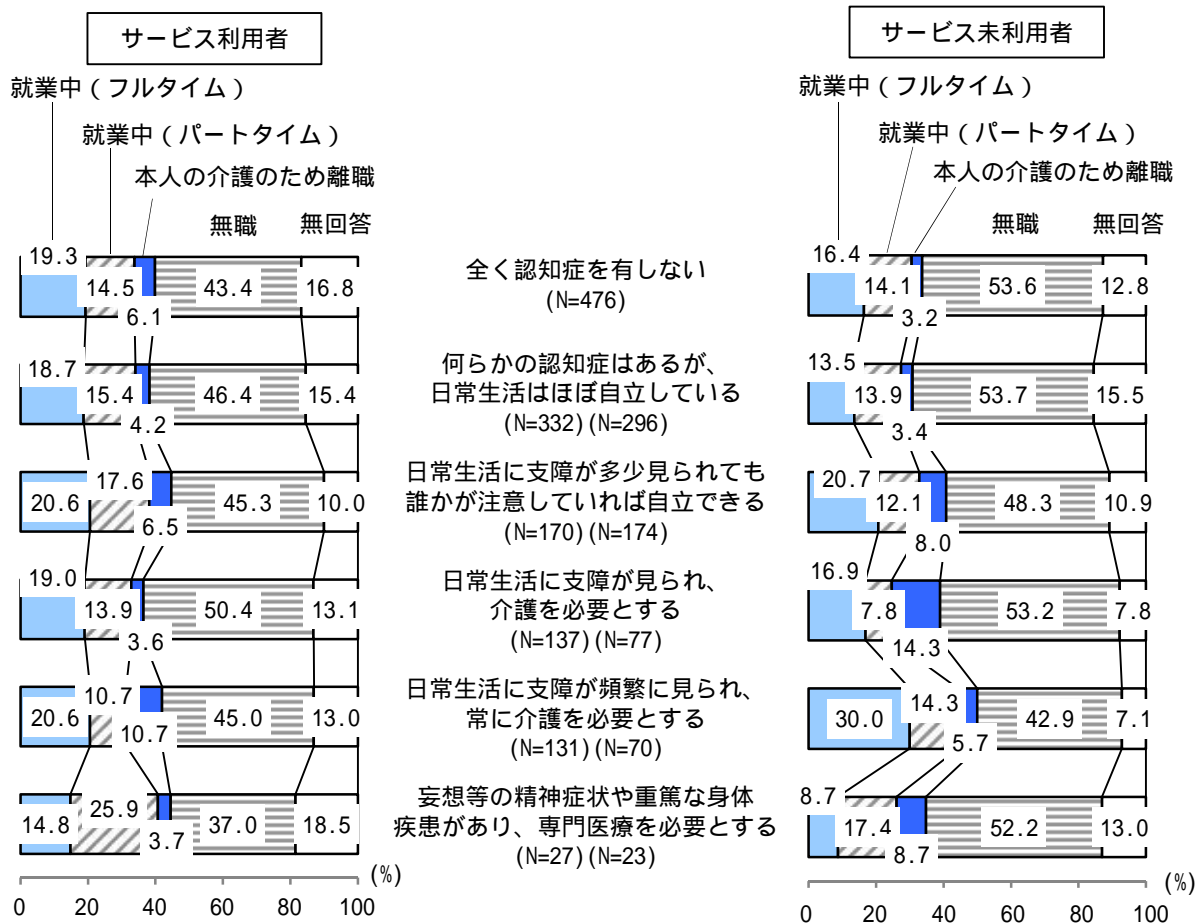 サービス利用者
サービス未利用者
就業中（フルタイム）
就業中（パートタイム）
本人の介護のため離職
無職
無回答
就業中（フルタイム）
就業中（パートタイム）
本人の介護のため離職
無職
無回答
19.3
14.5
6.1
43.4
16.8
全く認知症を有しない
(N=476)
16.4
14.1
3.2
53.6
12.8
18.7
15.4
4.2
46.4
15.4
何らかの認知症はあるが、
日常生活はほぼ自立している
(N=332)(N=296)
13.5
13.9
3.4
53.7
15.5
20.6
17.6
6.5
45.3
10.0
日常生活に支障が多少見られても
誰かが注意していれば自立できる
(N=170)(N=174)
20.7
12.1
8.0
48.3
10.9
19.0
13.9
3.6
50.4
13.1
日常生活に支障が見られ、
介護を必要とする
(N=137)(N=77)
16.9
7.8
14.3
53.2
7.8
20.6
10.7
10.7
45.0
13.0
日常生活に支障が頻繁に見られ、
常に介護を必要とする
(N=131)(N=70)
30.0
14.3
5.7
42.9
7.1
14.8
25.9
3.7
37.0
18.5
妄想等の精神症状や重篤な身体
疾患があり、専門医療を必要とする
(N=27)(N=23)
8.7
17.4
8.7
52.2
13.0
0 20 40 60 80 100
(%)
0 20 40 60 80 100
(%)